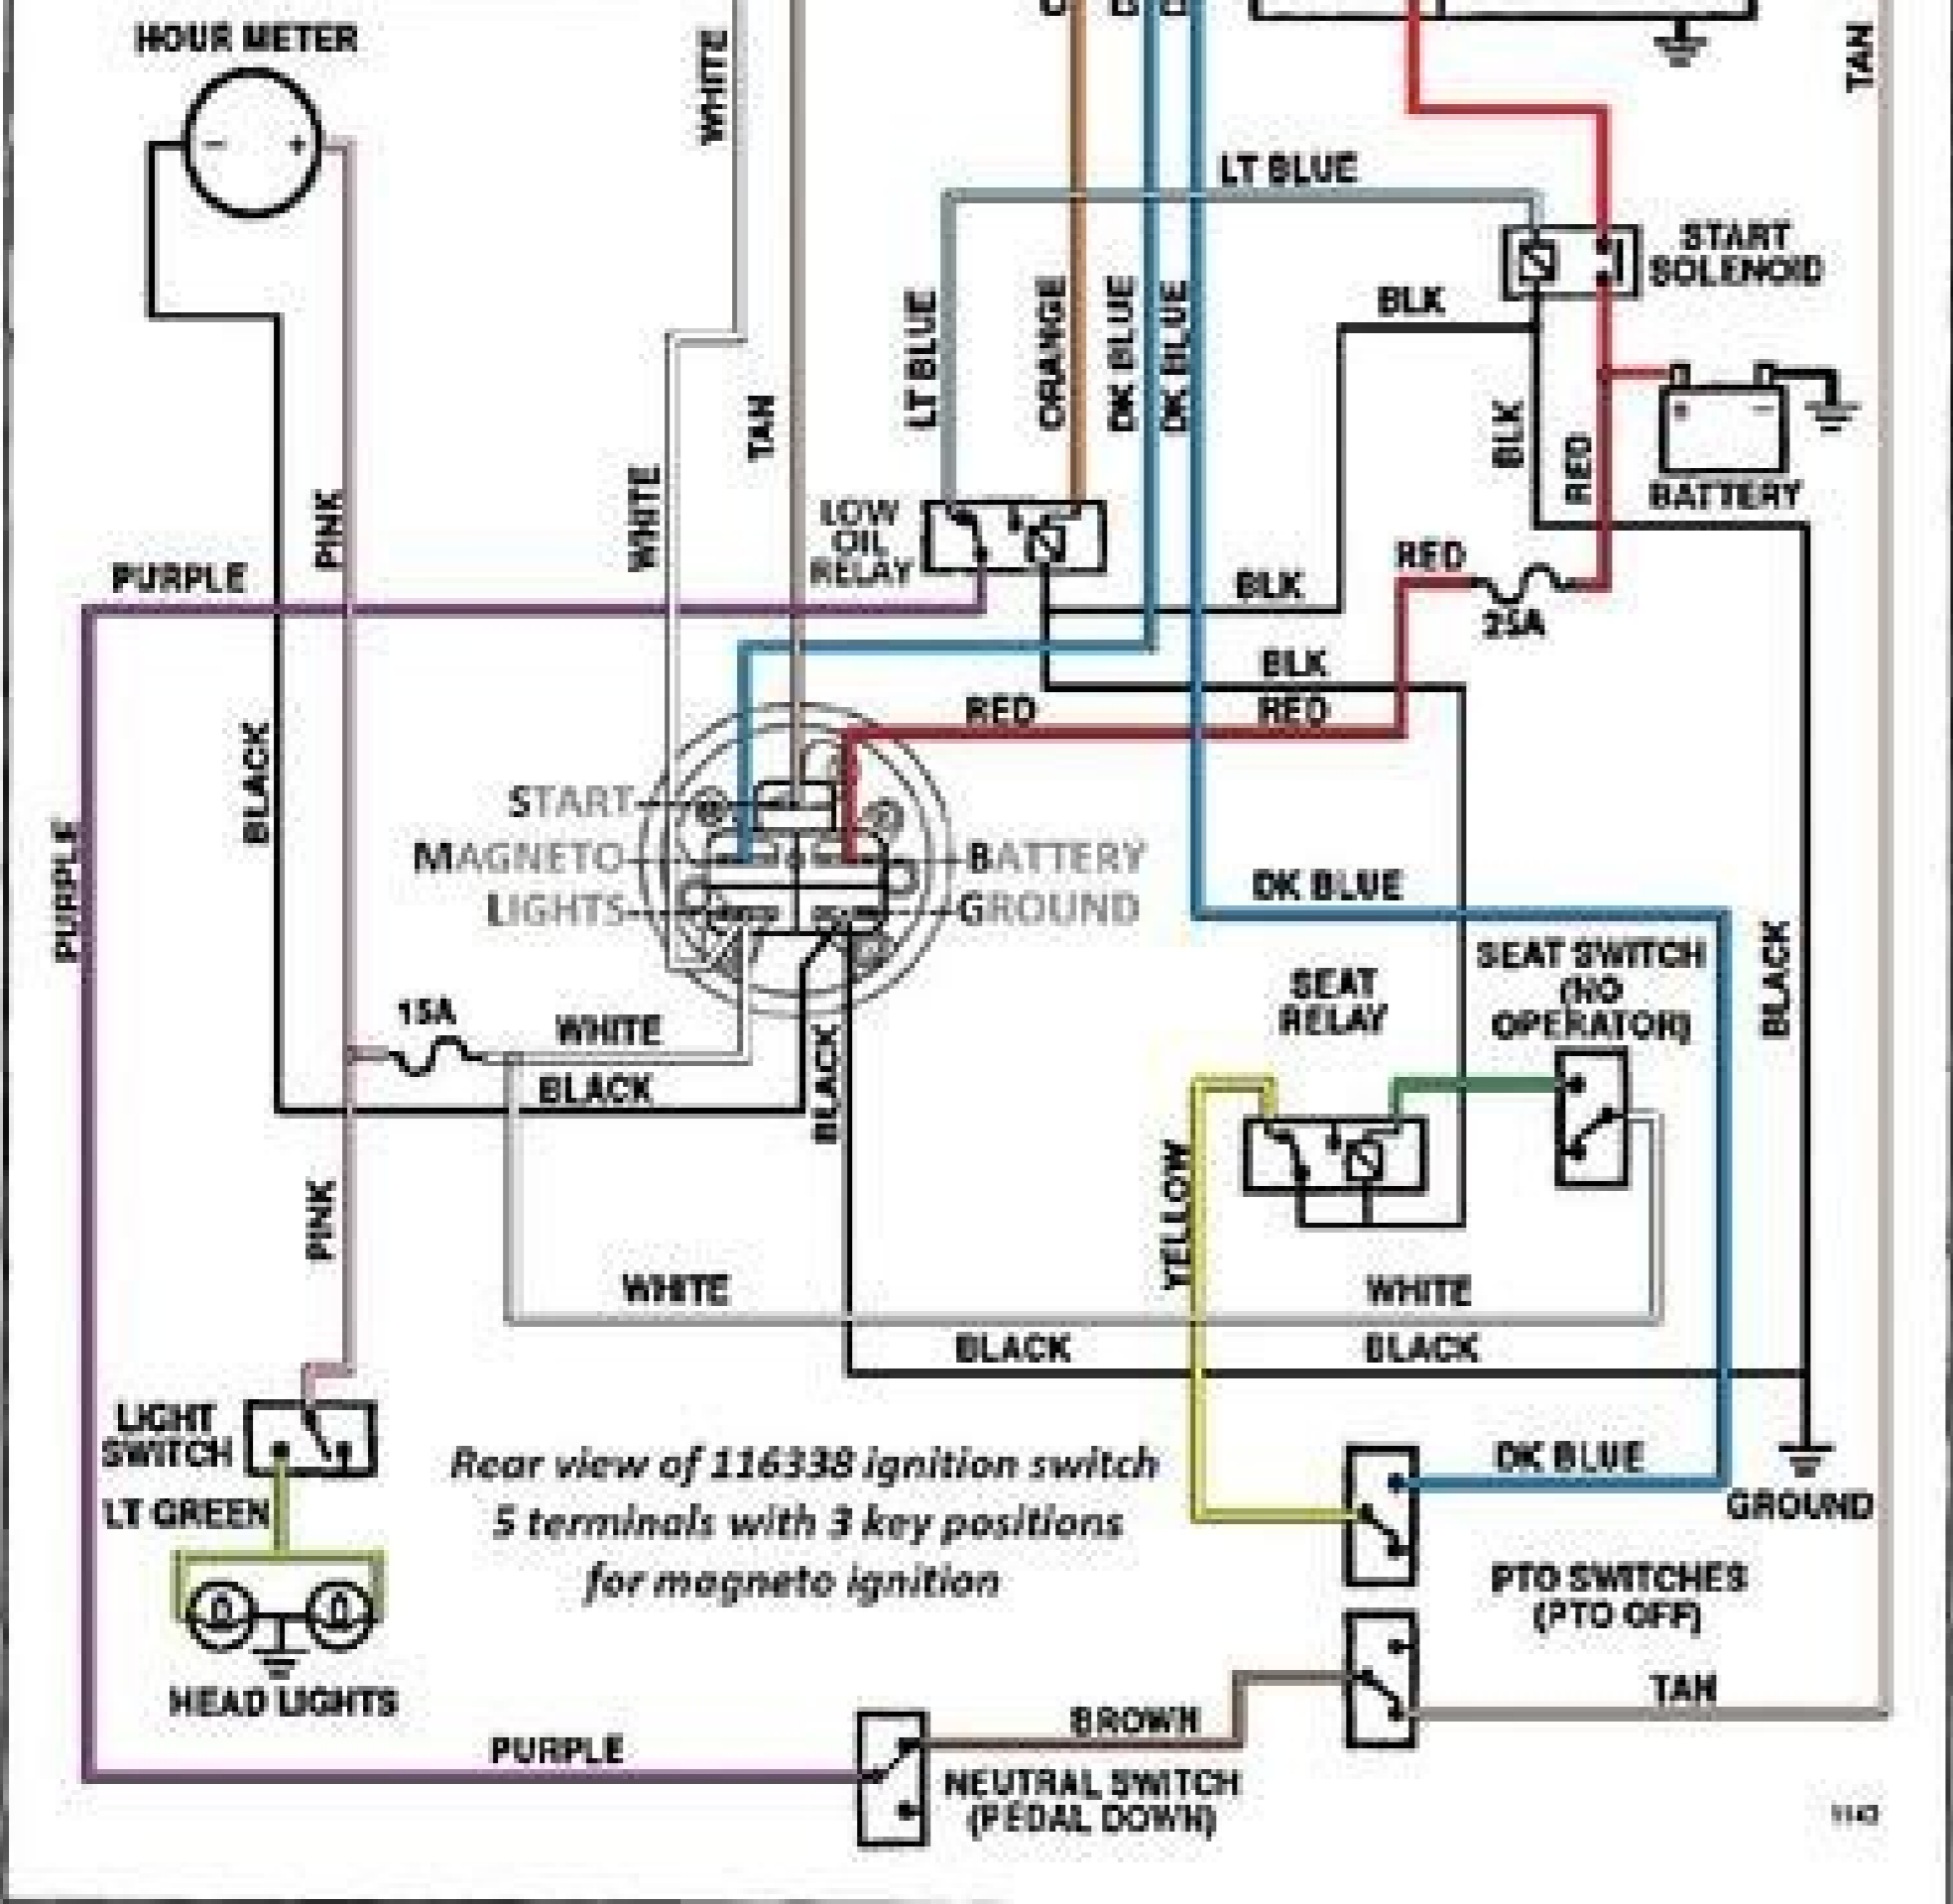 HOUR METER
-
+
WHITE
TAN
LT BLUE
START
SOLENOID
BLK
LT BLUE
ORANGE
DK BLUE
DK BLUE
TAN
BLK
RED
BATTERY
PINK
WHITE
LOW
OIL
RELAY
PURPLE
RED
25A
BLK
BLK
RED
RED
BLACK
PURPLE
START
MAGNETO
LIGHTS
BATTERY
GROUND
DK BLUE
SEAT SWITCH
(NO
OPERATOR)
SEAT
RELAY
BLACK
15A
WHITE
BLACK
BLACK
PINK
YELLOW
WHITE
WHITE
BLACK
BLACK
LIGHT
SWITCH
LT GREEN
HEAD LIGHTS
Rear view of 116338 ignition switch
5 terminals with 3 key positions
for magneto ignition
DK BLUE
GROUND
PTO SWITCHES
(PTO OFF)
TAN
BROWN
PURPLE
NEUTRAL SWITCH
(PEDAL DOWN)